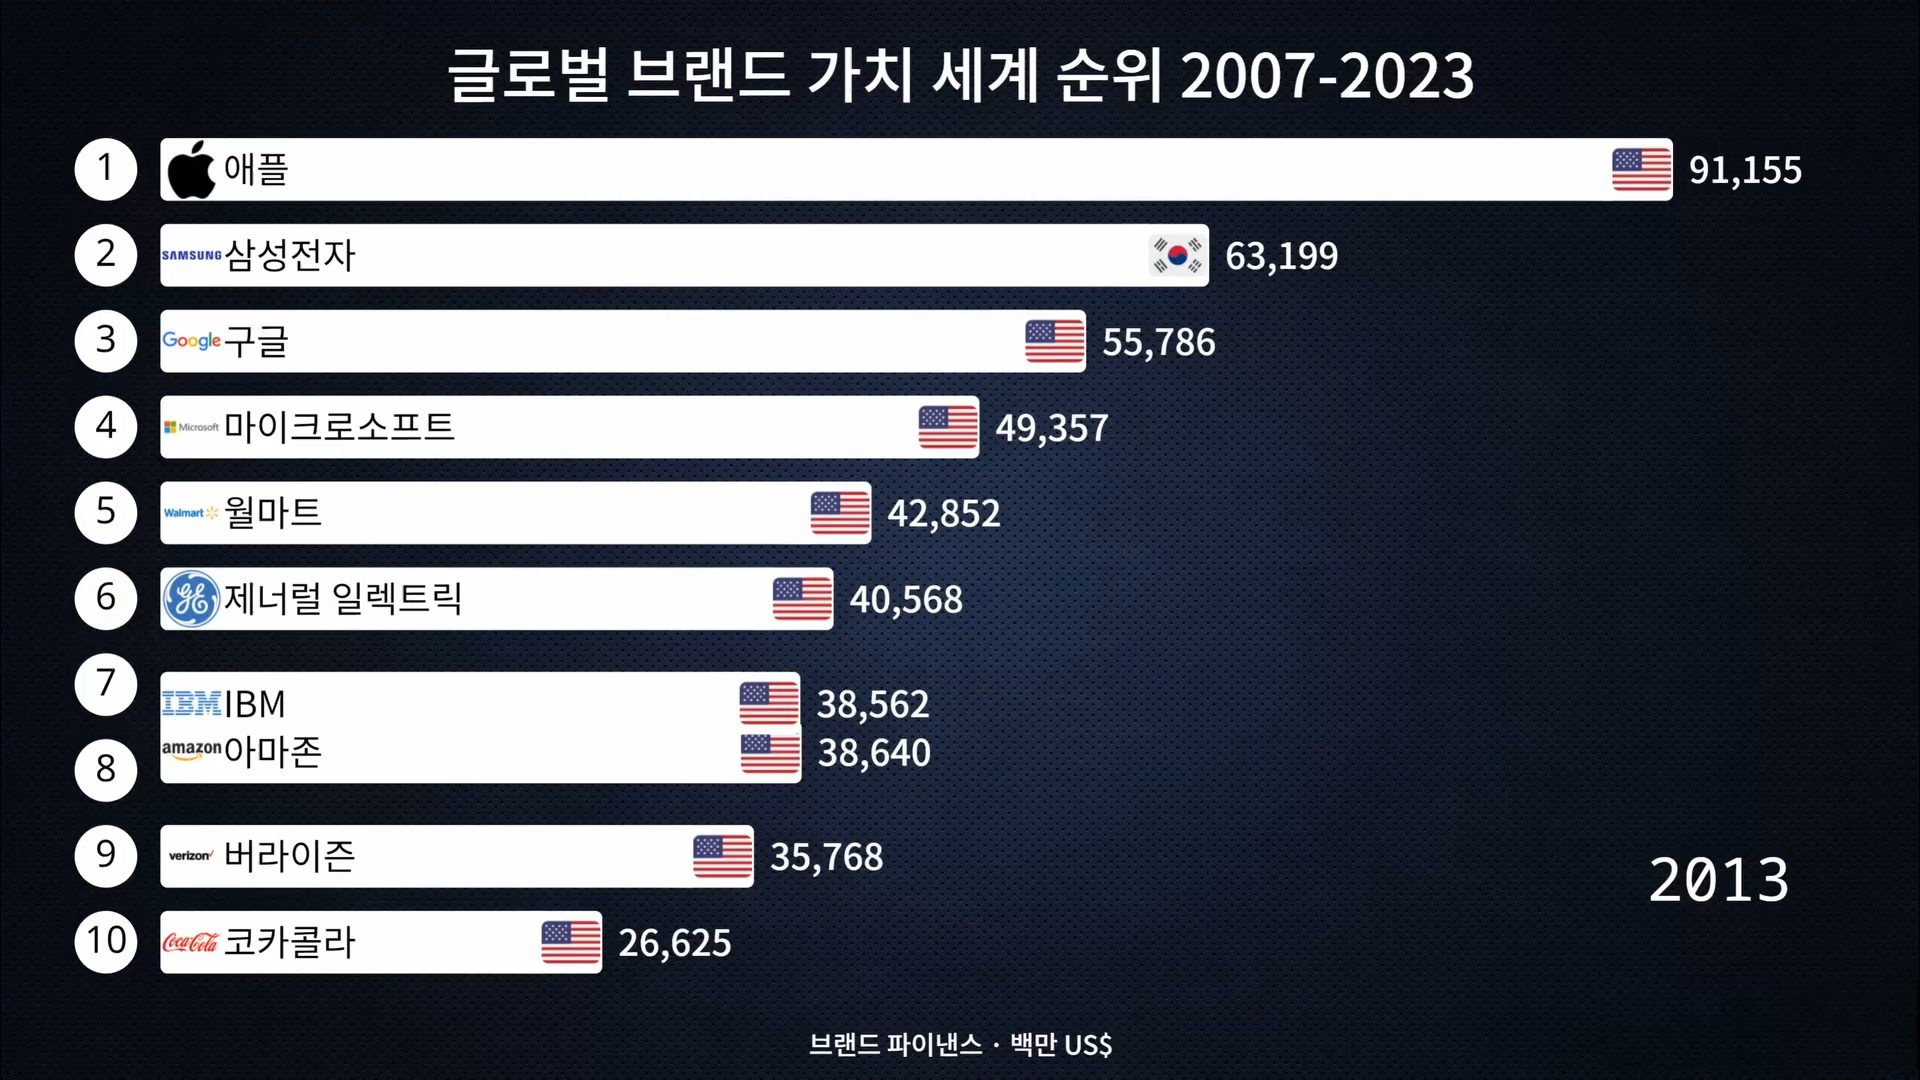 글로벌 브랜드 가치 세계 순위 2007-2023
1 애플 91,155
2 SAMSUNG 삼성전자 63,199
3 Google 구글 55,786
4 Microsoft 마이크로소프트 49,357
5 Walmart 월마트 42,852
6 GE 제너럴 일렉트릭 40,568
7 IBM IBM 38,562
8 amazon 아마존 38,640
9 verizon 버라이즌 35,768
10 Coca-Cola 코카콜라 26,625
2013
브랜드 파이낸스 · 백만 US$